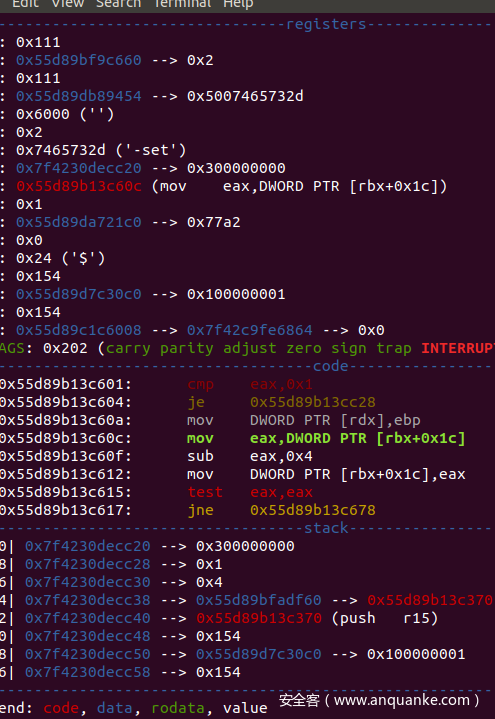 Edit View Search Terminal Help
registers
: 0x111
: 0x55d89bf9c660 --> 0x2
: 0x111
: 0x55d89db89454 --> 0x5007465732d
: 0x6000 ('')
: 0x2
: 0x7465732d ('-set')
: 0x7f4230decc20 --> 0x300000000
: 0x55d89b13c60c (mov    eax,DWORD PTR [rbx+0x1c])
: 0x1
: 0x55d89da721c0 --> 0x77a2
: 0x0
: 0x24 ('$')
: 0x154
: 0x55d89d7c30c0 --> 0x100000001
: 0x154
: 0x55d89c1c6008 --> 0x7f42c9fe6864 --> 0x0
AGS: 0x202 (carry parity adjust zero sign trap INTERRUPT
code
0x55d89b13c601: cmp    eax,0x1
0x55d89b13c604: je     0x55d89b13cc28
0x55d89b13c60a: mov    DWORD PTR [rdx],ebp
0x55d89b13c60c: mov    eax,DWORD PTR [rbx+0x1c]
0x55d89b13c60f: sub    eax,0x4
0x55d89b13c612: mov    DWORD PTR [rbx+0x1c],eax
0x55d89b13c615: test   eax,eax
0x55d89b13c617: jne    0x55d89b13c678
stack
0| 0x7f4230decc20 --> 0x300000000
8| 0x7f4230decc28 --> 0x1
6| 0x7f4230decc30 --> 0x4
4| 0x7f4230decc38 --> 0x55d89bfadf60 --> 0x55d89b13c370
2| 0x7f4230decc40 --> 0x55d89b13c370 (push   r15)
0| 0x7f4230decc48 --> 0x154
8| 0x7f4230decc50 --> 0x55d89d7c30c0 --> 0x100000001
6| 0x7f4230decc58 --> 0x154
end: code, data, rodata, value
安全客（www.anquanke.com）